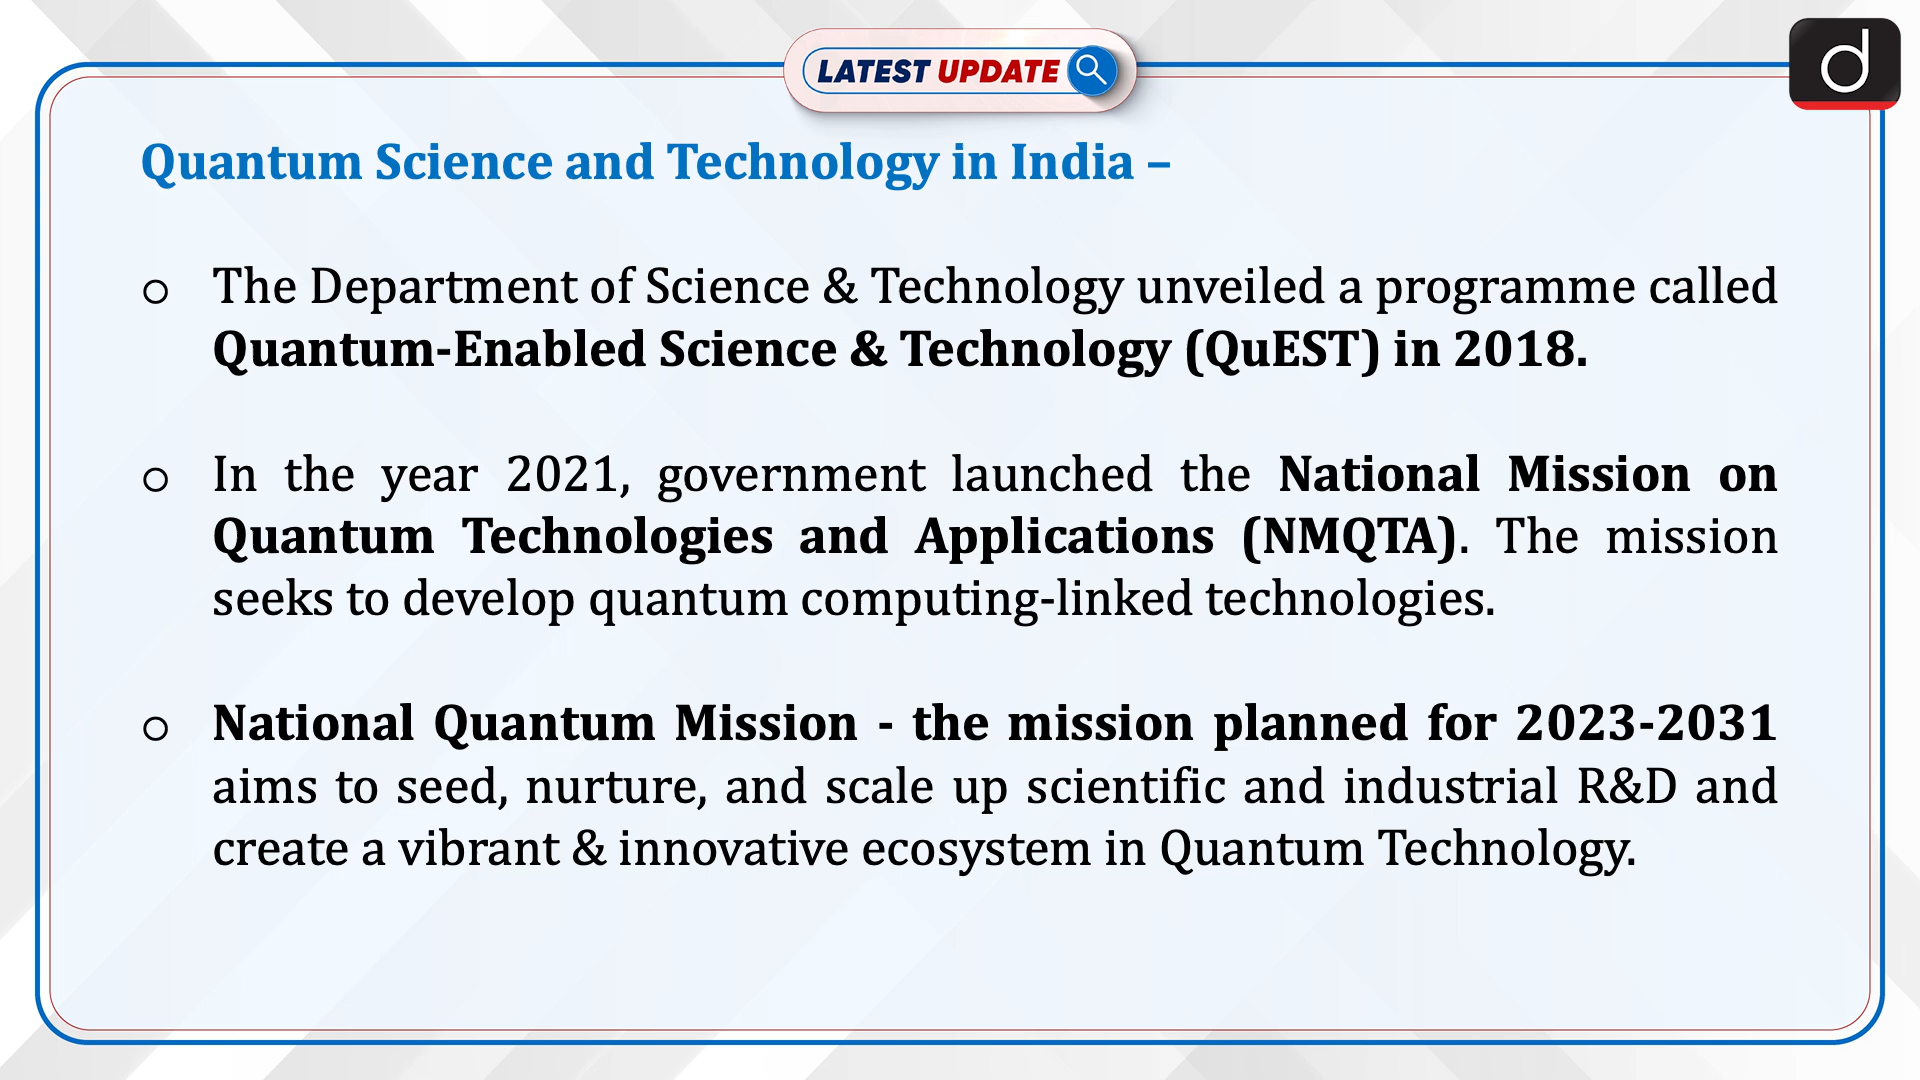 LATEST UPDATE
d
Quantum Science and Technology in India –
○ The Department of Science & Technology unveiled a programme called
Quantum-Enabled Science & Technology (QuEST) in 2018.
○ In the year 2021, government launched the National Mission on
Quantum Technologies and Applications (NMQTA). The mission
seeks to develop quantum computing-linked technologies.
○ National Quantum Mission - the mission planned for 2023-2031
aims to seed, nurture, and scale up scientific and industrial R&D and
create a vibrant & innovative ecosystem in Quantum Technology.